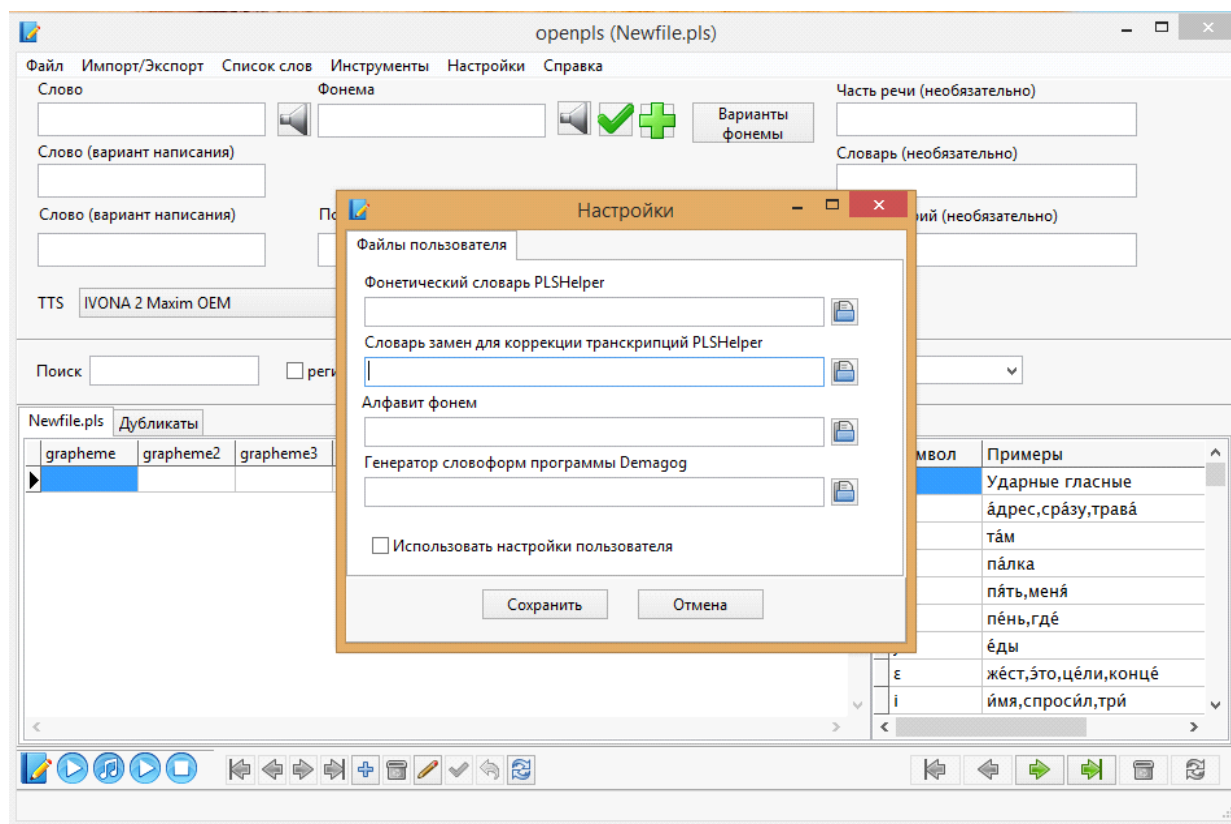 openpls (Newfile.pls)
Файл Импорт/Экспорт Список слов Инструменты Настройки Справка
Слово Фонема Часть речи (необязательно)
Варианты фонемы
Слово (вариант написания) Словарь (необязательно)
Слово (вариант написания) (необязательно)
Настройки
Файлы пользователя
Фонетический словарь PLSHelper
Словарь замен для коррекции транскрипций PLSHelper
Алфавит фонем
Генератор словоформ программы Demagog
Использовать настройки пользователя
Сохранить Отмена
TTS IVONA 2 Maxim OEM
Поиск
Newfile.pls Дубликаты
grapheme grapheme2 grapheme3
Примеры
Ударные гласные
а́дрес,сра́зу,трава́
та́м
па́лка
пя́ть,меня́
пе́нь,где́
е́ды
ɛ же́ст,э́то,це́ли,конце́
i и́мя,спроси́л,три́